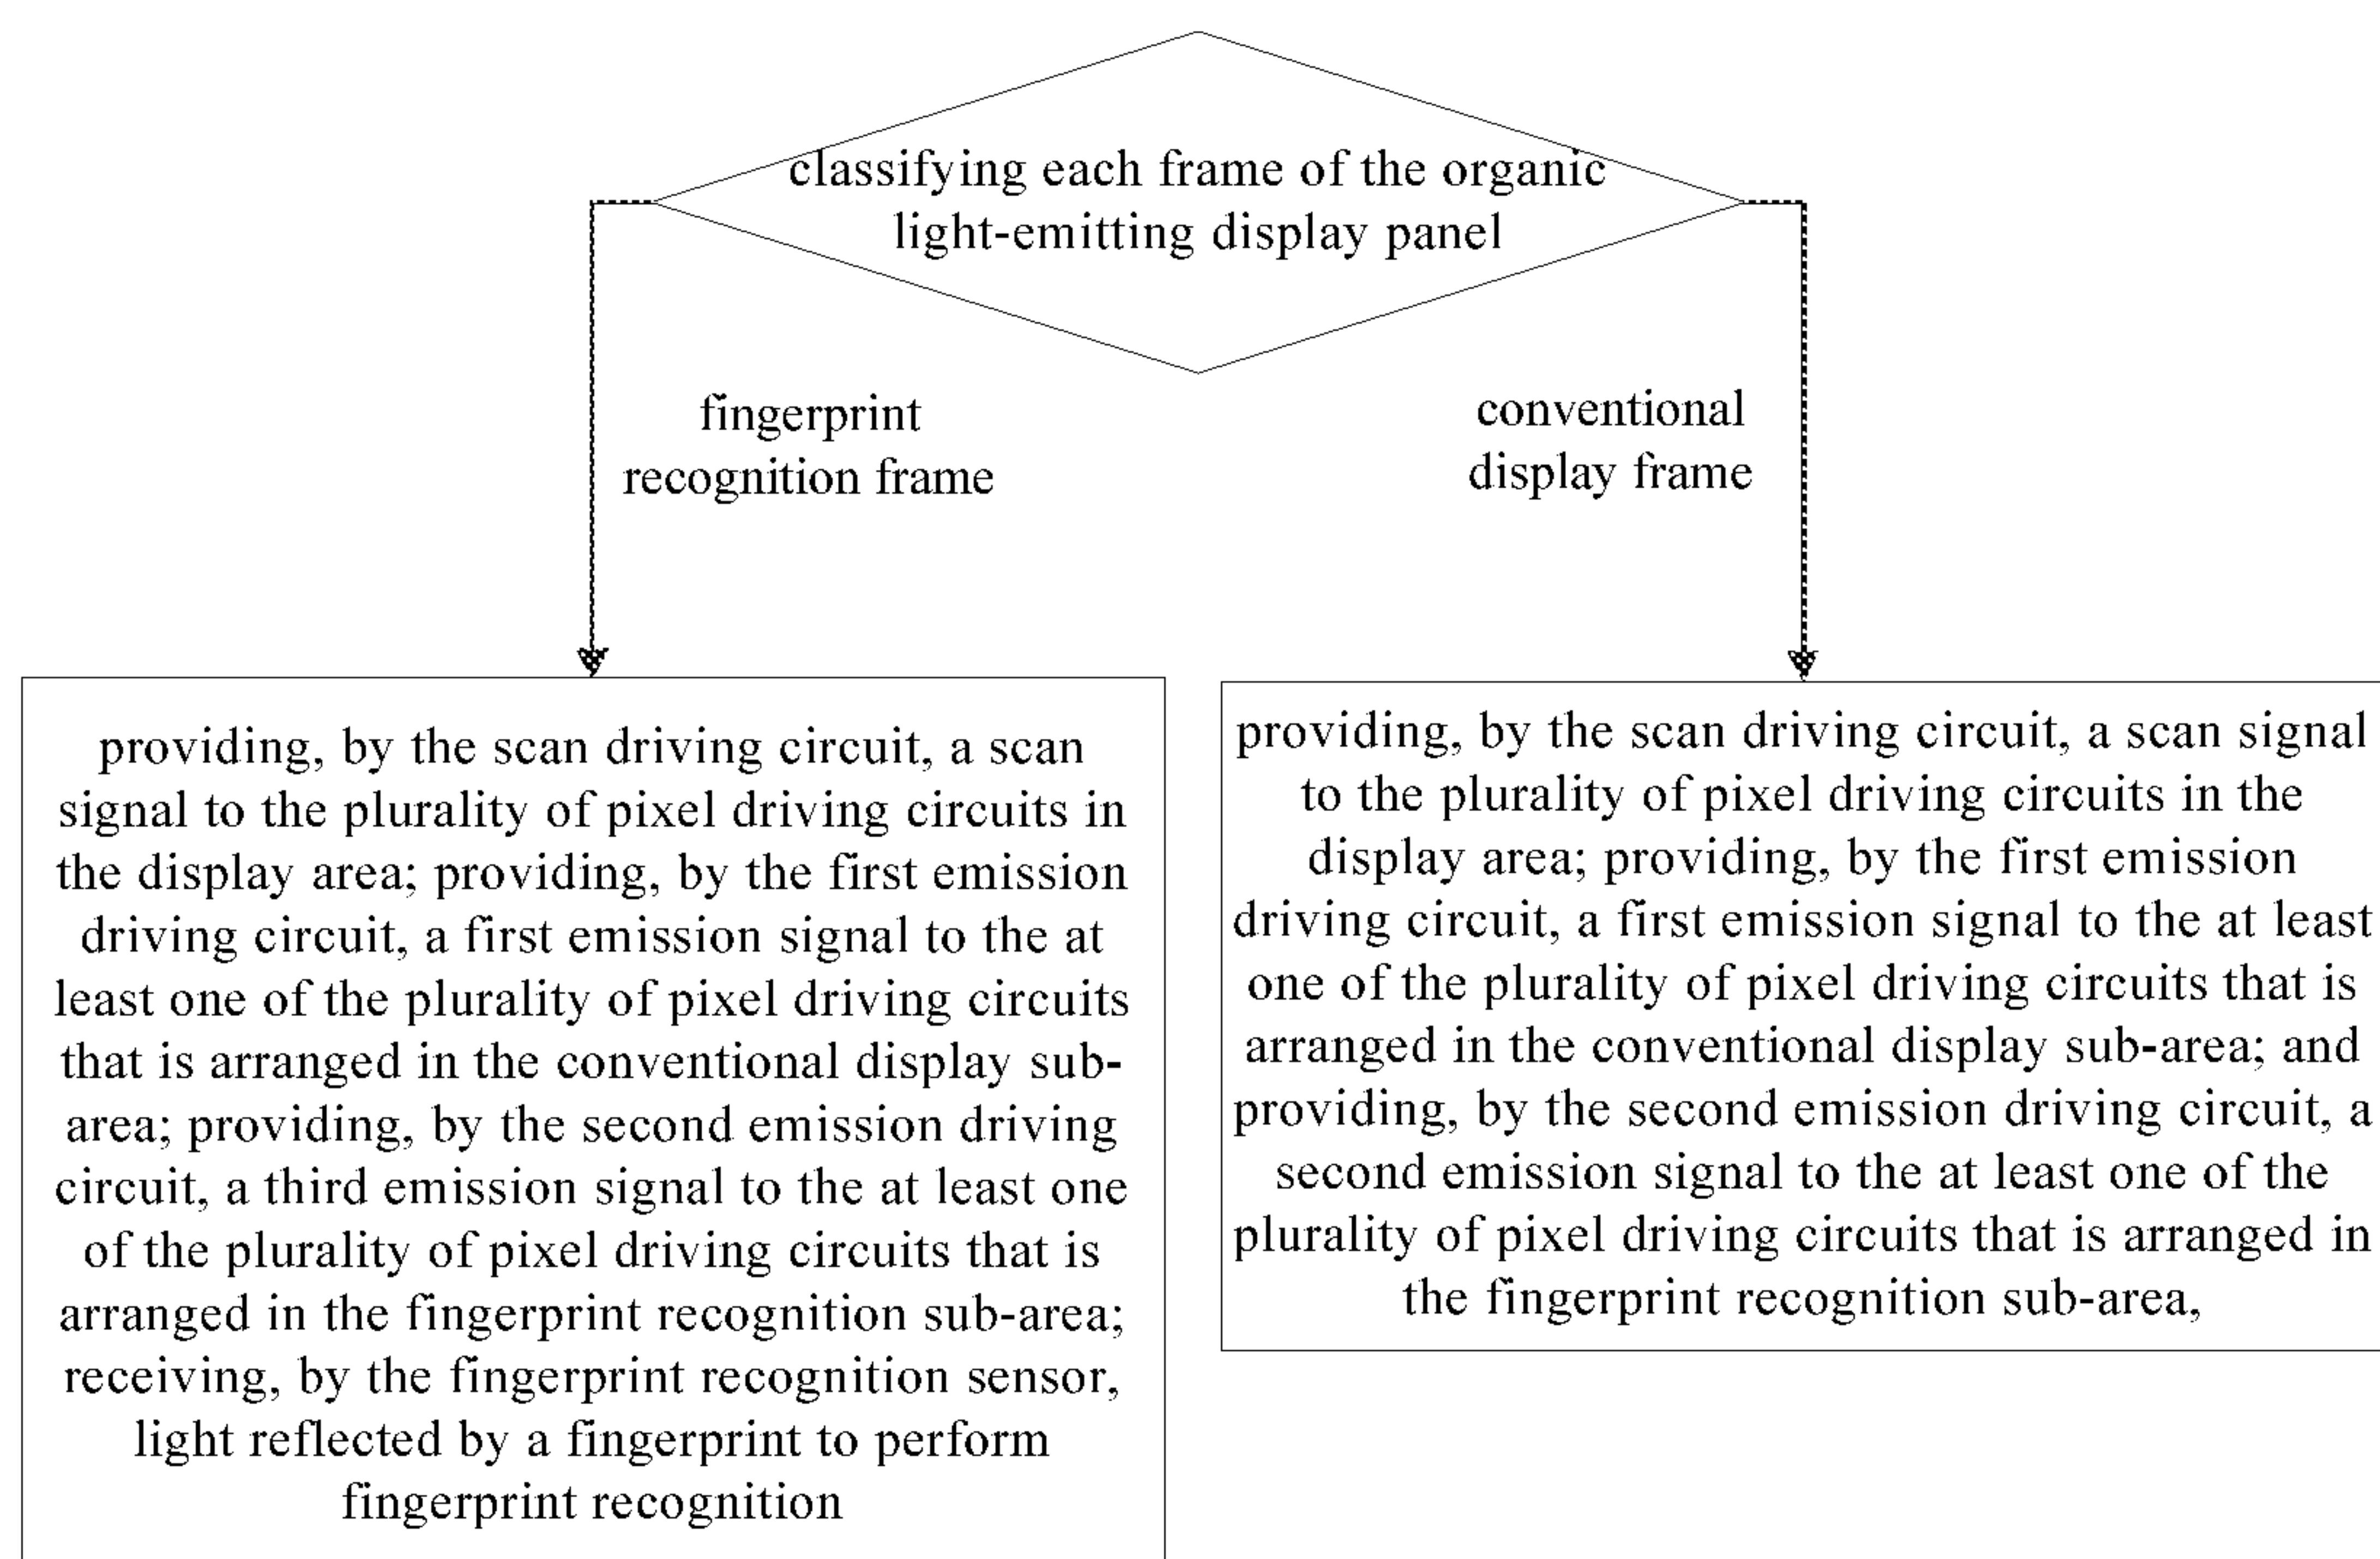 classifying each frame of the organic
light-emitting display panel
fingerprint
recognition frame
conventional
display frame
providing, by the scan driving circuit, a scan
signal to the plurality of pixel driving circuits in
the display area; providing, by the first emission
driving circuit, a first emission signal to the at
least one of the plurality of pixel driving circuits
that is arranged in the conventional display sub-
area; providing, by the second emission driving
circuit, a third emission signal to the at least one
of the plurality of pixel driving circuits that is
arranged in the fingerprint recognition sub-area;
receiving, by the fingerprint recognition sensor,
light reflected by a fingerprint to perform
fingerprint recognition
providing, by the scan driving circuit, a scan signal
to the plurality of pixel driving circuits in the
display area; providing, by the first emission
driving circuit, a first emission signal to the at least
one of the plurality of pixel driving circuits that is
arranged in the conventional display sub-area; and
providing, by the second emission driving circuit, a
second emission signal to the at least one of the
plurality of pixel driving circuits that is arranged in
the fingerprint recognition sub-area,